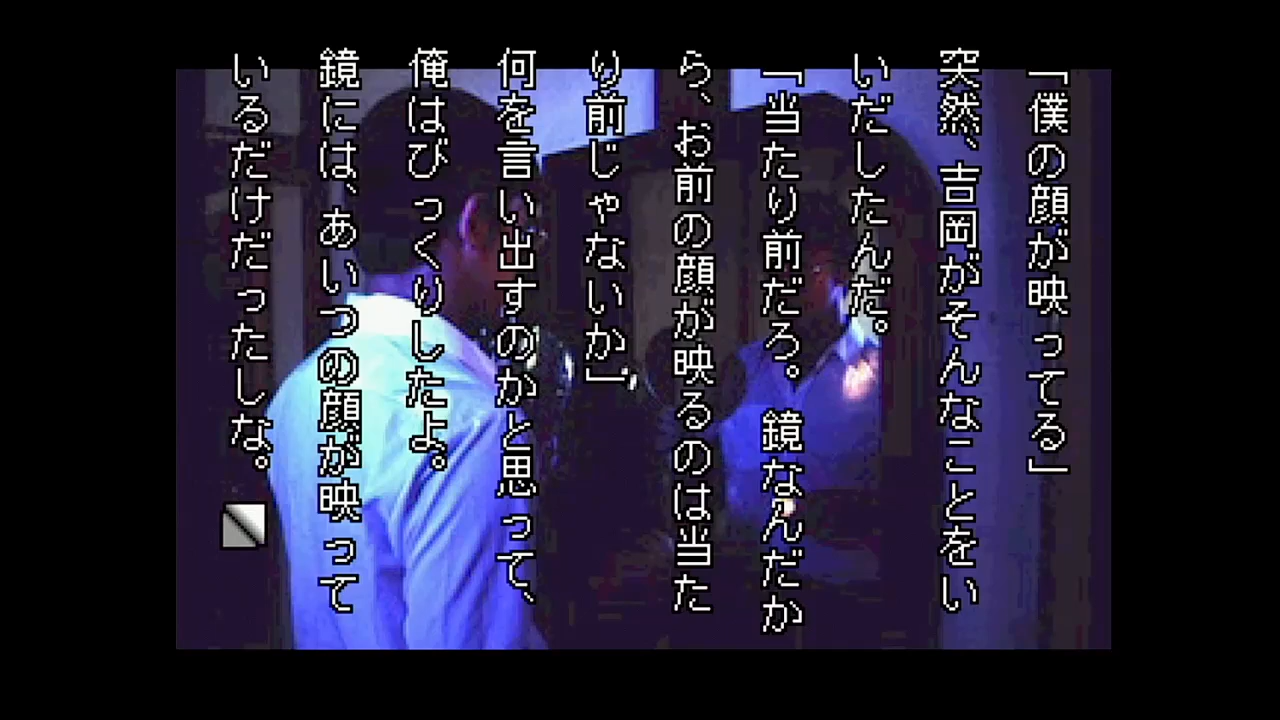 「僕の顔が映ってる」
突然、吉岡がそんなことをい
いだしたんだ。
「当たり前だろ。 鏡なんだか
ら、お前の顔が映るのは当た
り前じゃないか」
何を言い出すのかと思って、
俺はびっくりしたよ。
鏡には、あいつの顔が映って
いるだけだったしな。